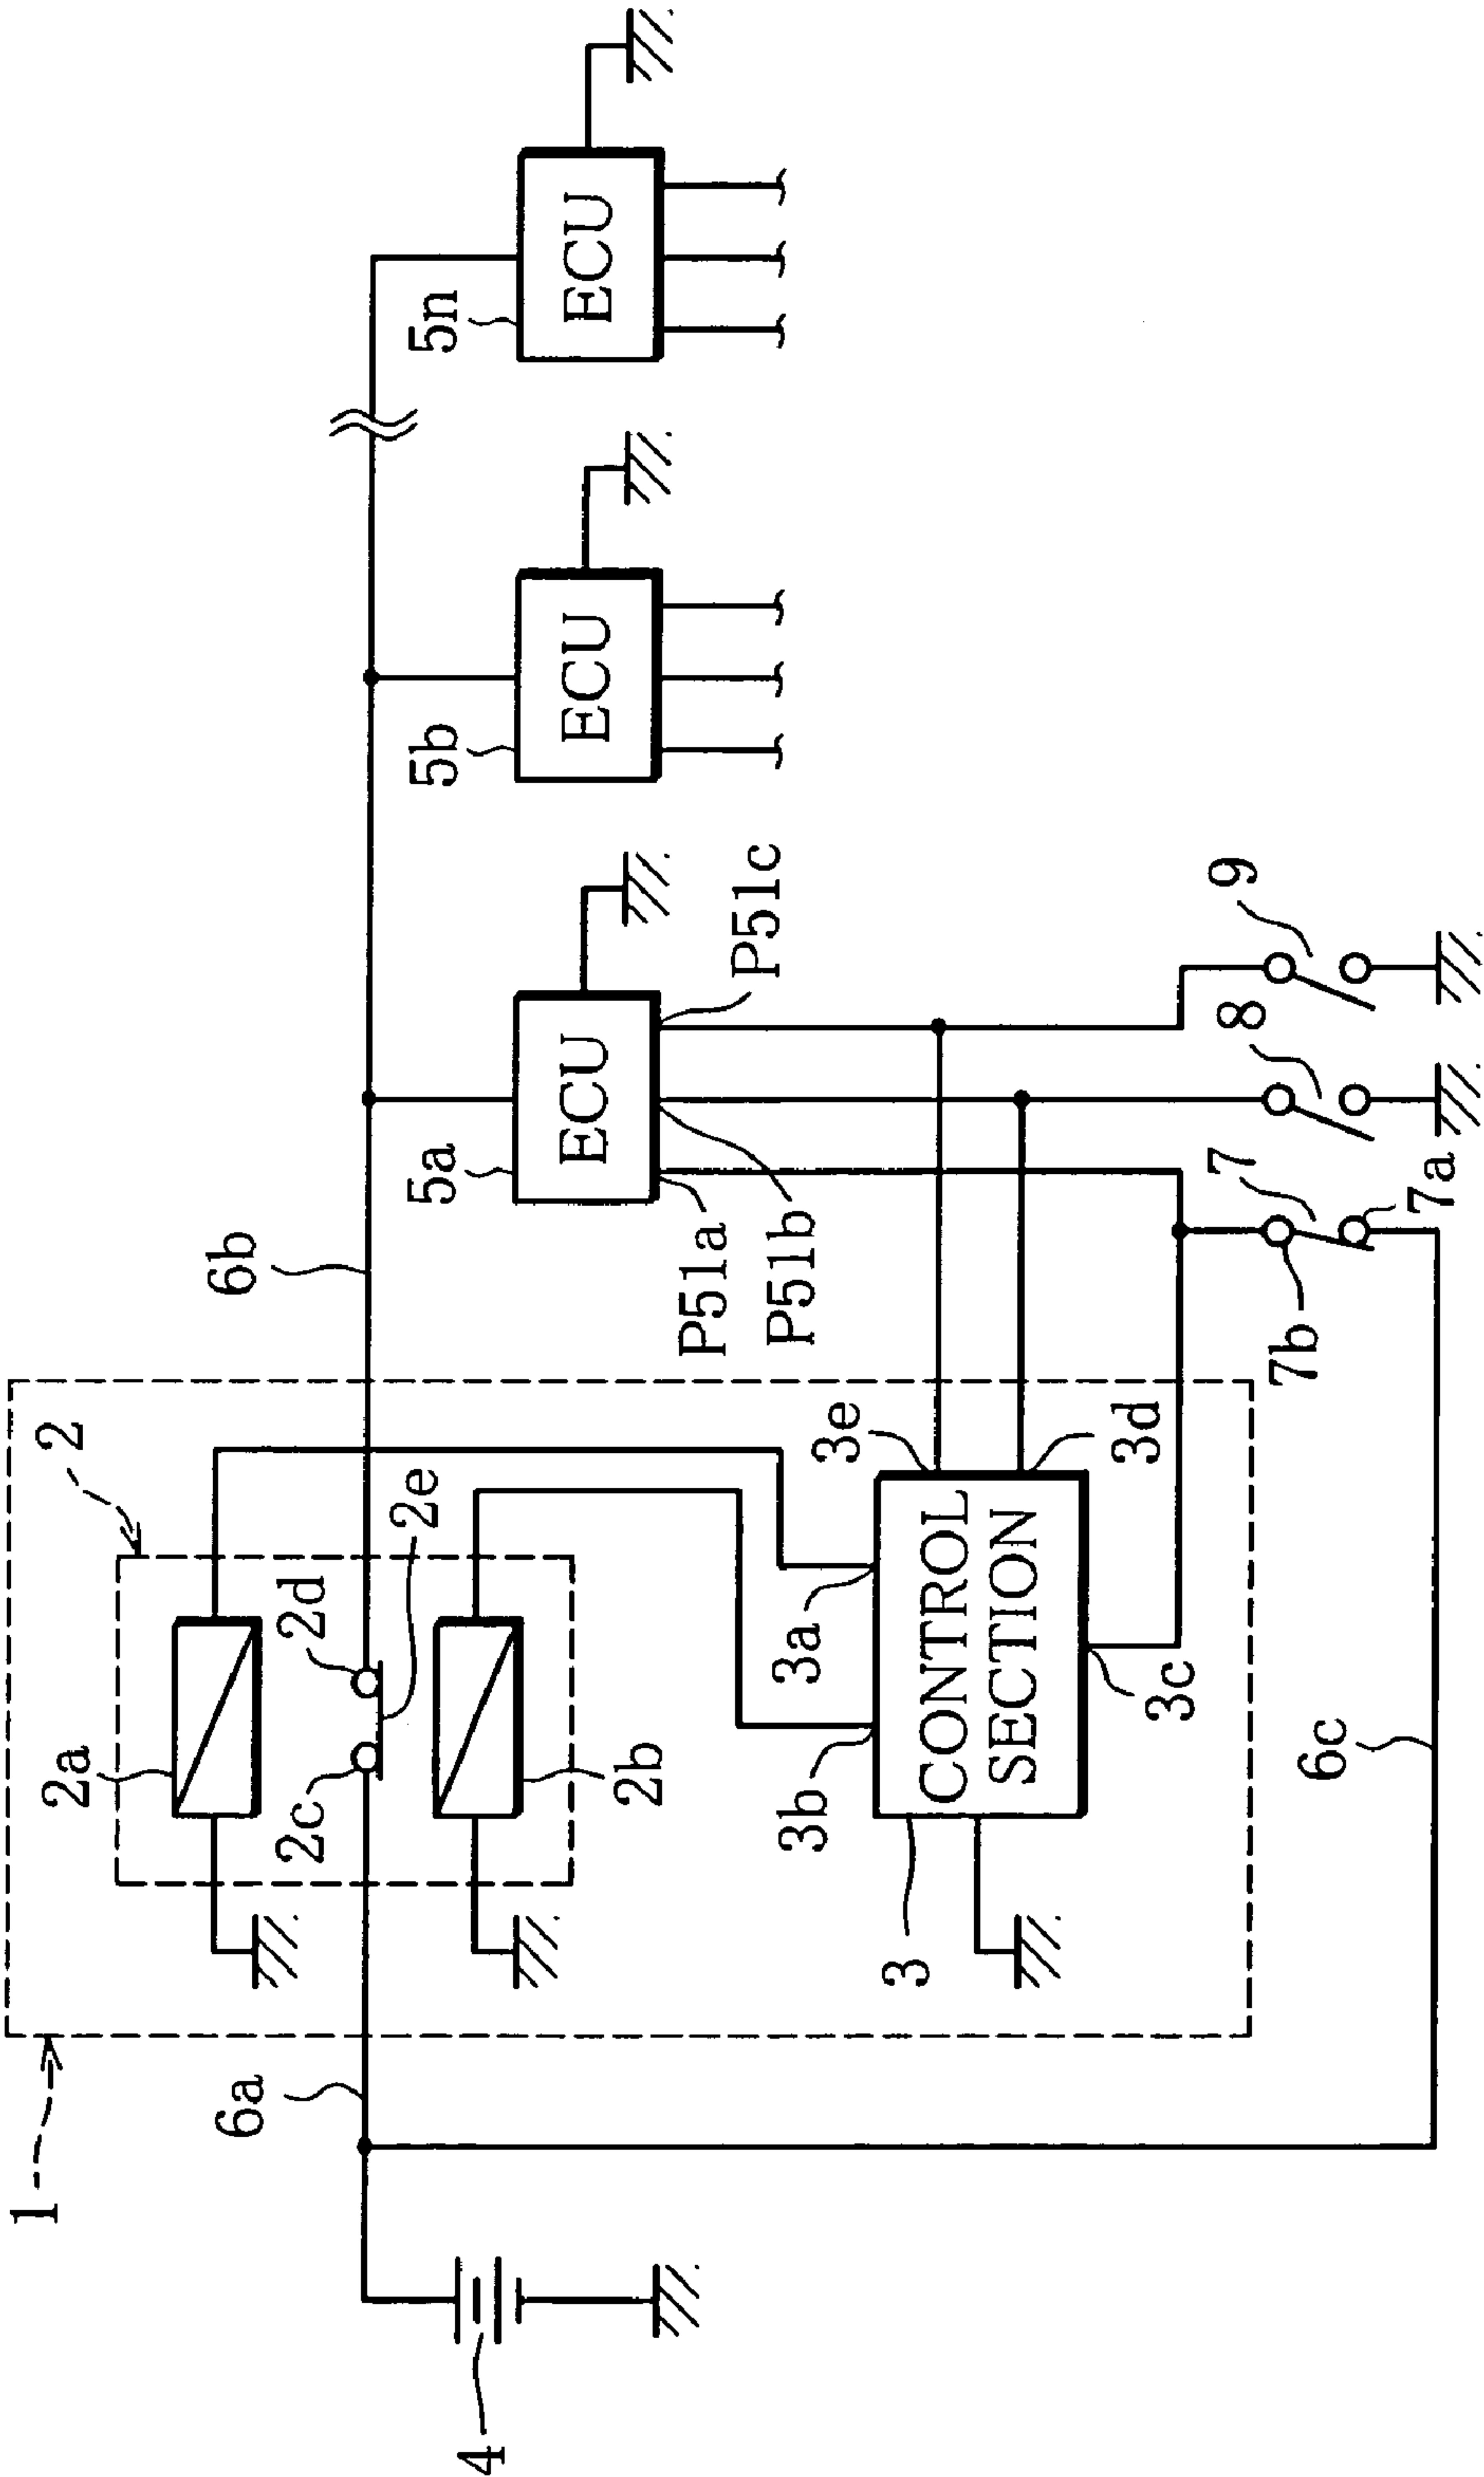 1
2
2a
2c
2d
2e
2b
6a
6b
5a
ECU
5b
ECU
5n
ECU
P51a
P51b
P51c
3a
3b
3
CONTROL
SECTION
3e
3d
3c
4
6c
7
7a
7b
8
9